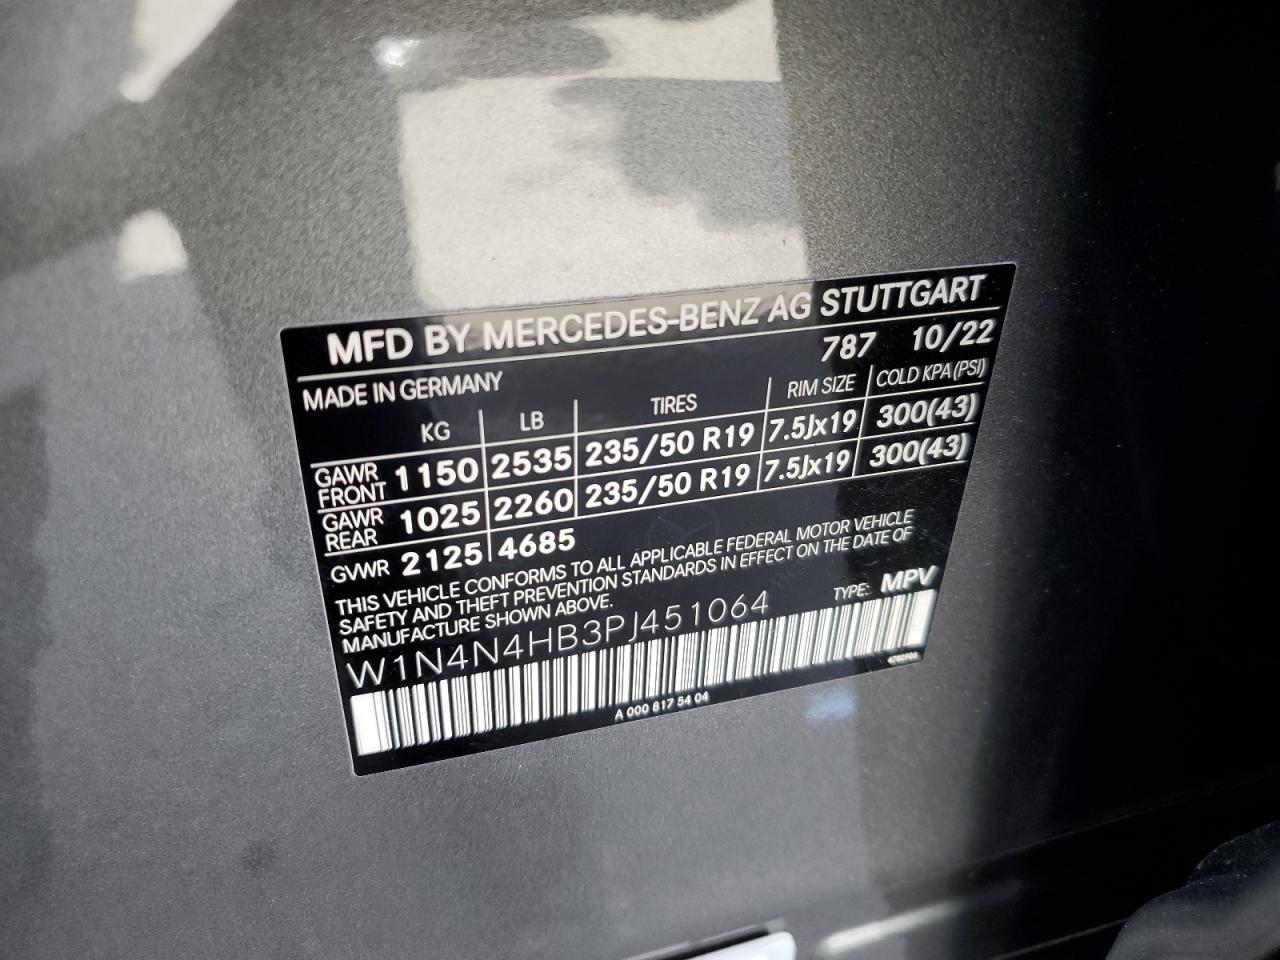 MFD BY MERCEDES-BENZ AG STUTTGART
787 10/22
MADE IN GERMANY
KG LB TIRES RIM SIZE COLD KPA (PSI)
GAWR FRONT 1150 2535 235/50 R19 7.5Jx19 300(43)
GAWR REAR 1025 2260 235/50 R19 7.5Jx19 300(43)
GVWR 2125 4685
THIS VEHICLE CONFORMS TO ALL APPLICABLE FEDERAL MOTOR VEHICLE
SAFETY AND THEFT PREVENTION STANDARDS IN EFFECT ON THE DATE OF
MANUFACTURE SHOWN ABOVE.
TYPE: MPV
W1N4N4HB3PJ451064
A 000 817 54 04